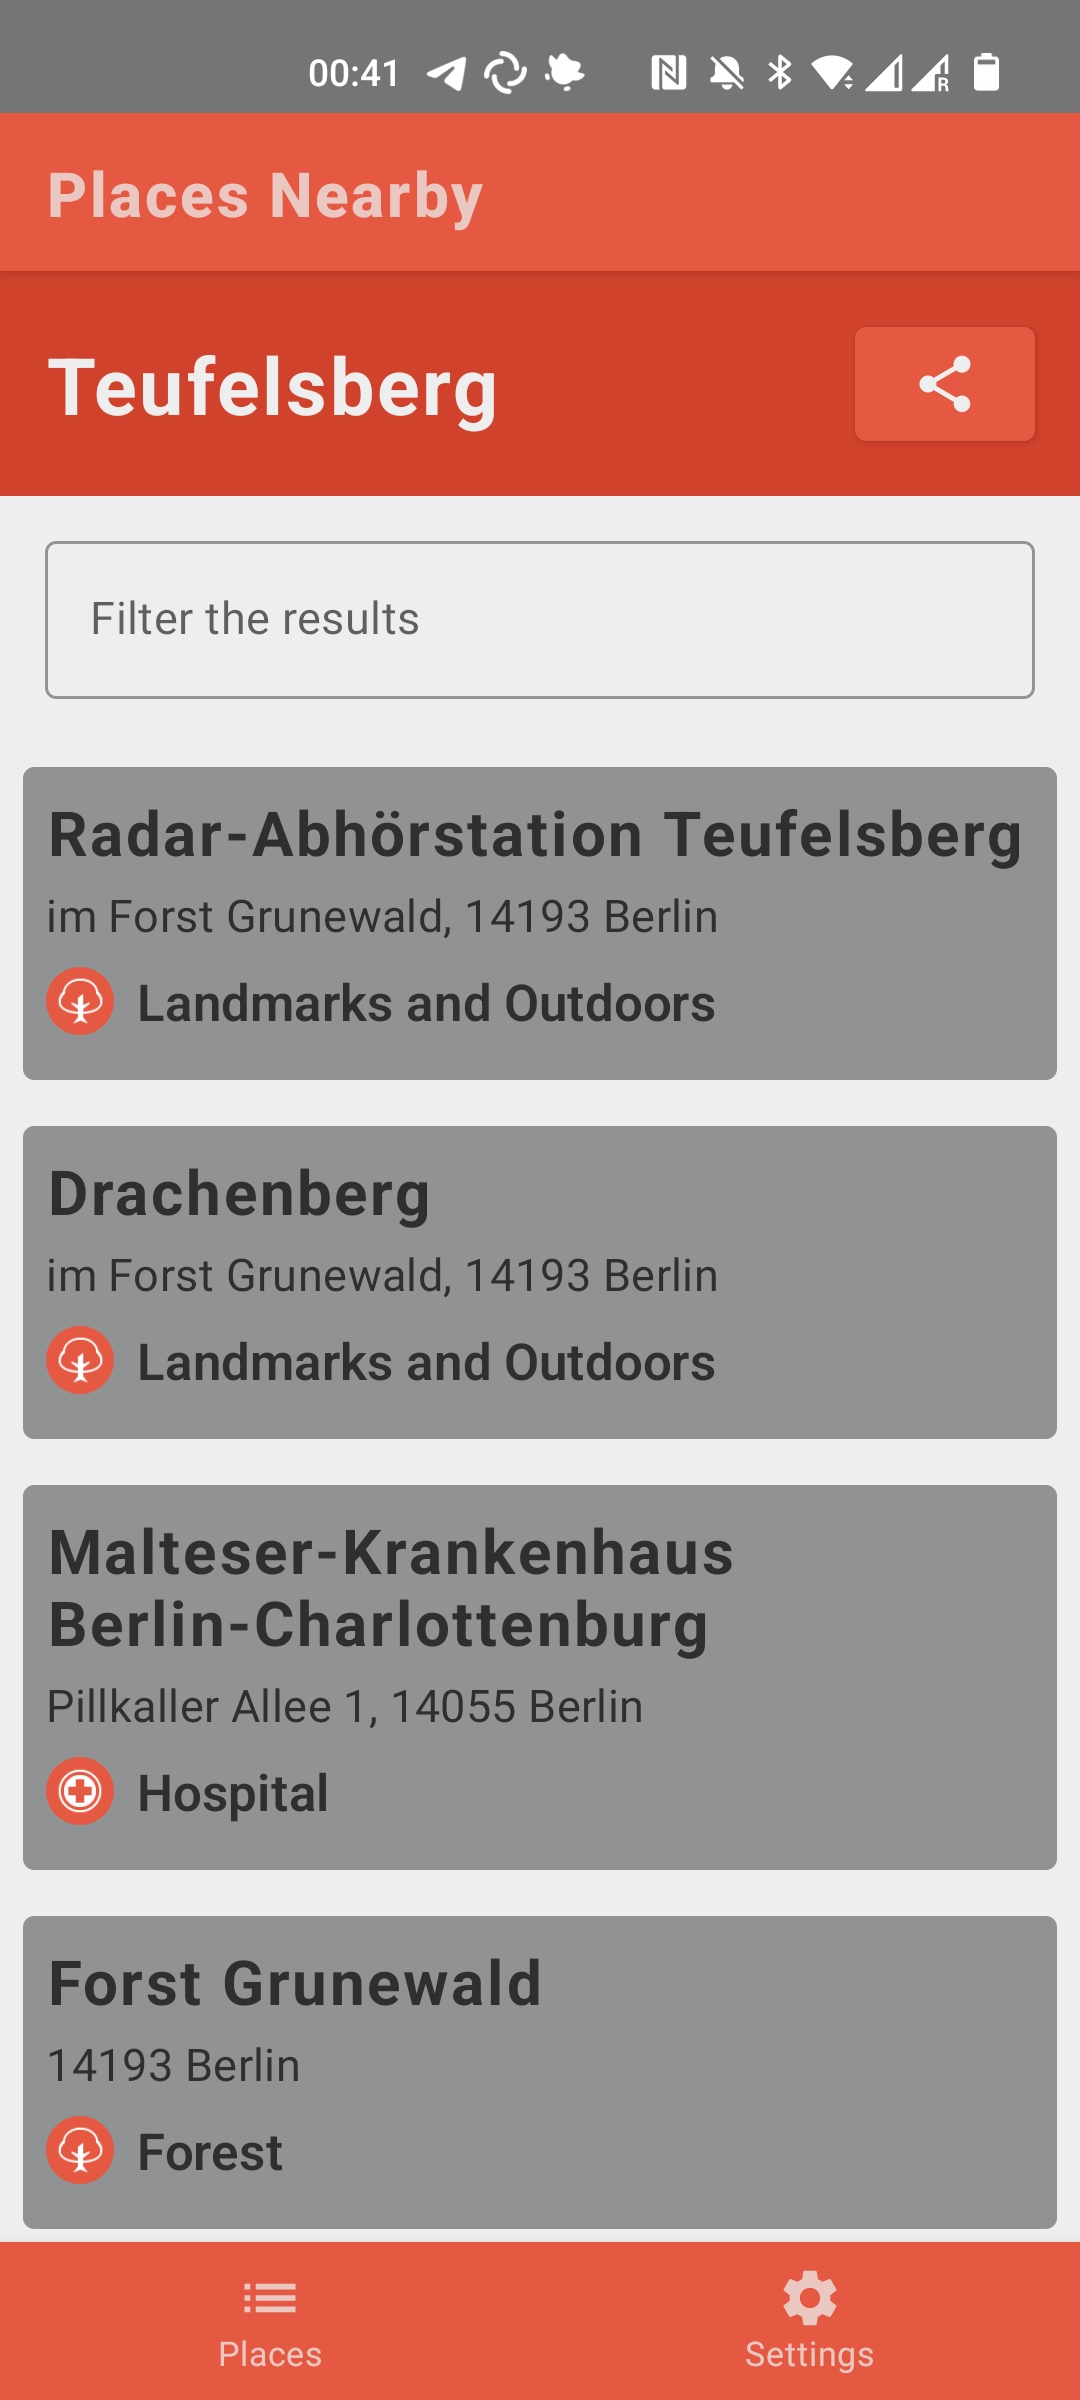 00:41
Places Nearby
Teufelsberg
Filter the results
Radar-Abhörstation Teufelsberg
im Forst Grunewald, 14193 Berlin
Landmarks and Outdoors
Drachenberg
im Forst Grunewald, 14193 Berlin
Landmarks and Outdoors
Malteser-Krankenhaus
Berlin-Charlottenburg
Pillkaller Allee 1, 14055 Berlin
Hospital
Forst Grunewald
14193 Berlin
Forest
Places
Settings